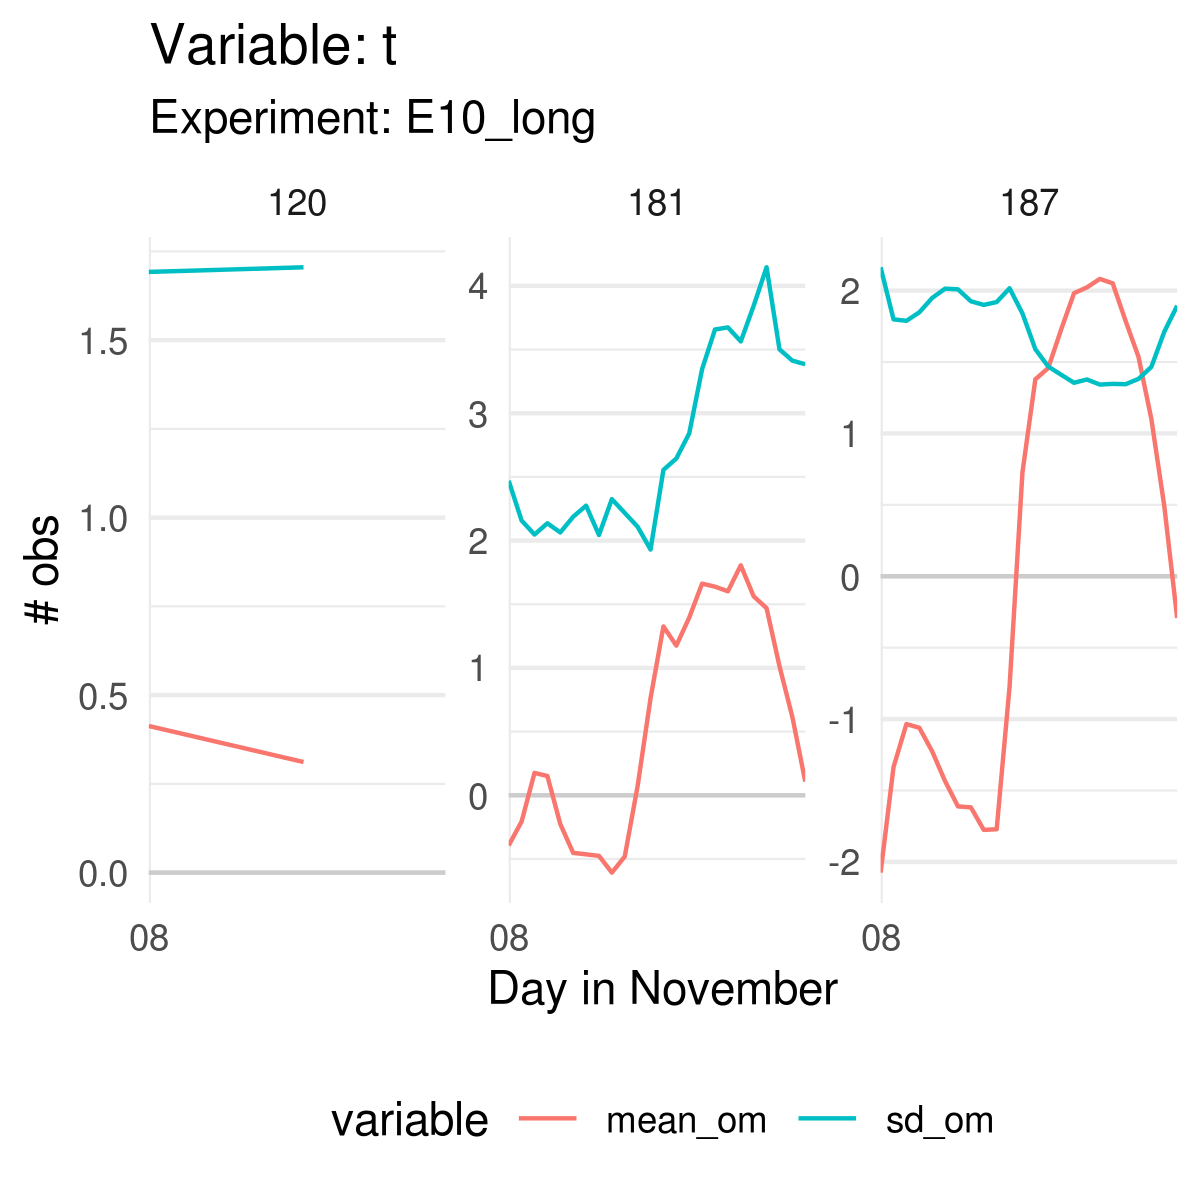 Variable: t
Experiment: E10_long
120 181 187
0.0
0.5
1.0
1.5
0
1
2
3
4
-2
-1
0
1
2
# obs
08 08 08
Day in November
variable mean_om sd_om